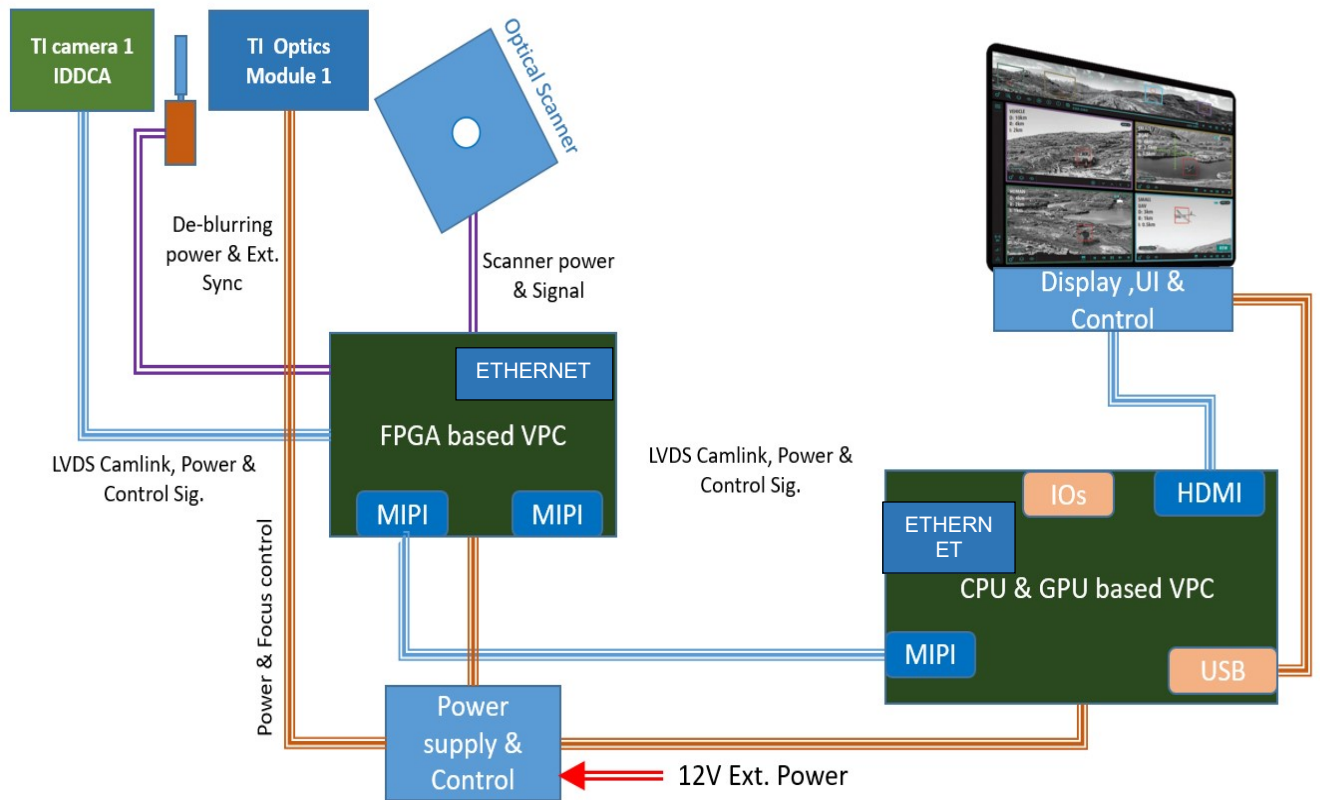 TI camera 1
IDDCA
TI Optics
Module 1
Optical Scanner
De-blurring
power & Ext.
Sync
Scanner power
& Signal
Display ,UI &
Control
ETHERNET
FPGA based VPC
MIPI
MIPI
LVDS Camlink, Power &
Control Sig.
LVDS Camlink, Power &
Control Sig.
IOs
HDMI
ETHERN
ET
CPU & GPU based VPC
MIPI
USB
Power & Focus control
Power
supply &
Control
12V Ext. Power